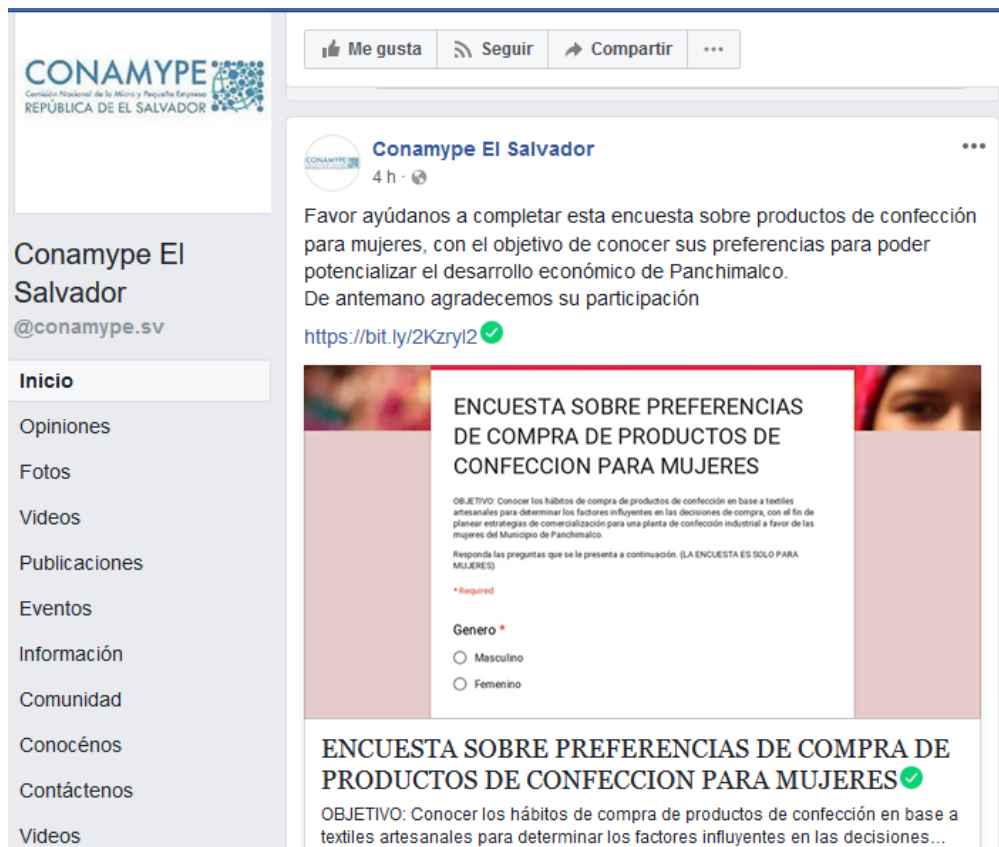 CONAMYPE
Comisión Nacional de la Micro y Pequeña Empresa
REPÚBLICA DE EL SALVADOR
Conamype El
Salvador
@conamype.sv
Inicio
Opiniones
Fotos
Videos
Publicaciones
Eventos
Información
Comunidad
Conocénos
Contáctenos
Videos
Me gusta
Seguir
Compartir
CONAMYPE
Conamype El Salvador
4 h
Favor ayúdanos a completar esta encuesta sobre productos de confección
para mujeres, con el objetivo de conocer sus preferencias para poder
potencializar el desarrollo económico de Panchimalco.
De antemano agradecemos su participación
https://bit.ly/2Kzryl2
ENCUESTA SOBRE PREFERENCIAS
DE COMPRA DE PRODUCTOS DE
CONFECCION PARA MUJERES
OBJETIVO: Conocer los hábitos de compra de productos de confección en base a textiles
artesanales para determinar los factores influyentes en las decisiones de compra, con el fin de
planear estrategias de comercialización para una planta de confección industrial a favor de las
mujeres del Municipio de Panchimalco.
Responda las preguntas que se le presenta a continuación. (LA ENCUESTA ES SOLO PARA
MUJERES).
*Required
Genero *
Masculino
Femenino
ENCUESTA SOBRE PREFERENCIAS DE COMPRA DE
PRODUCTOS DE CONFECCION PARA MUJERES
OBJETIVO: Conocer los hábitos de compra de productos de confección en base a
textiles artesanales para determinar los factores influyentes en las decisiones...